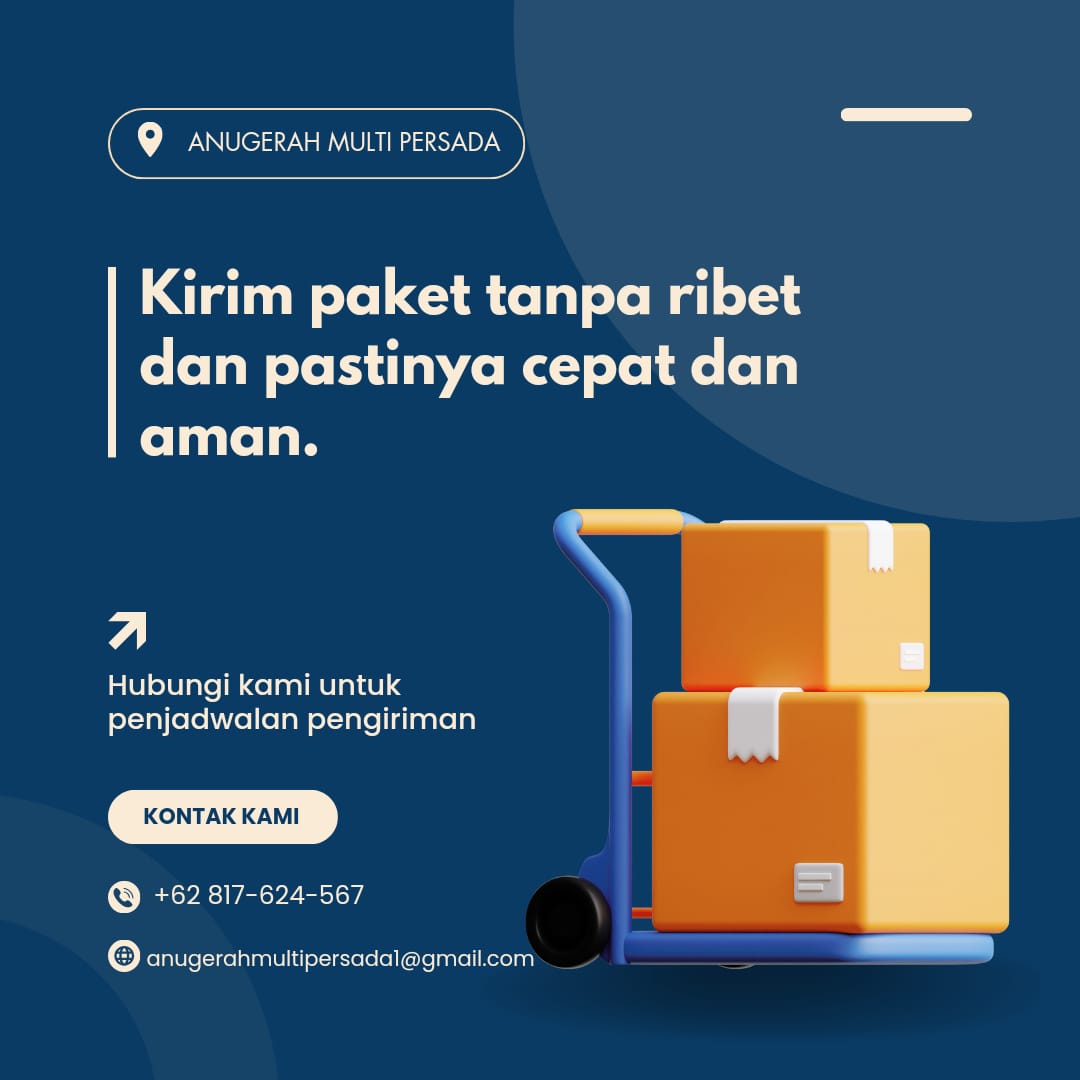 ANUGERAH MULTI PERSADA
Kirim paket tanpa ribet
dan pastinya cepat dan
aman.
Hubungi kami untuk
penjadwalan pengiriman
KONTAK KAMI
+62 817-624-567
anugerahmultipersada1@gmail.com